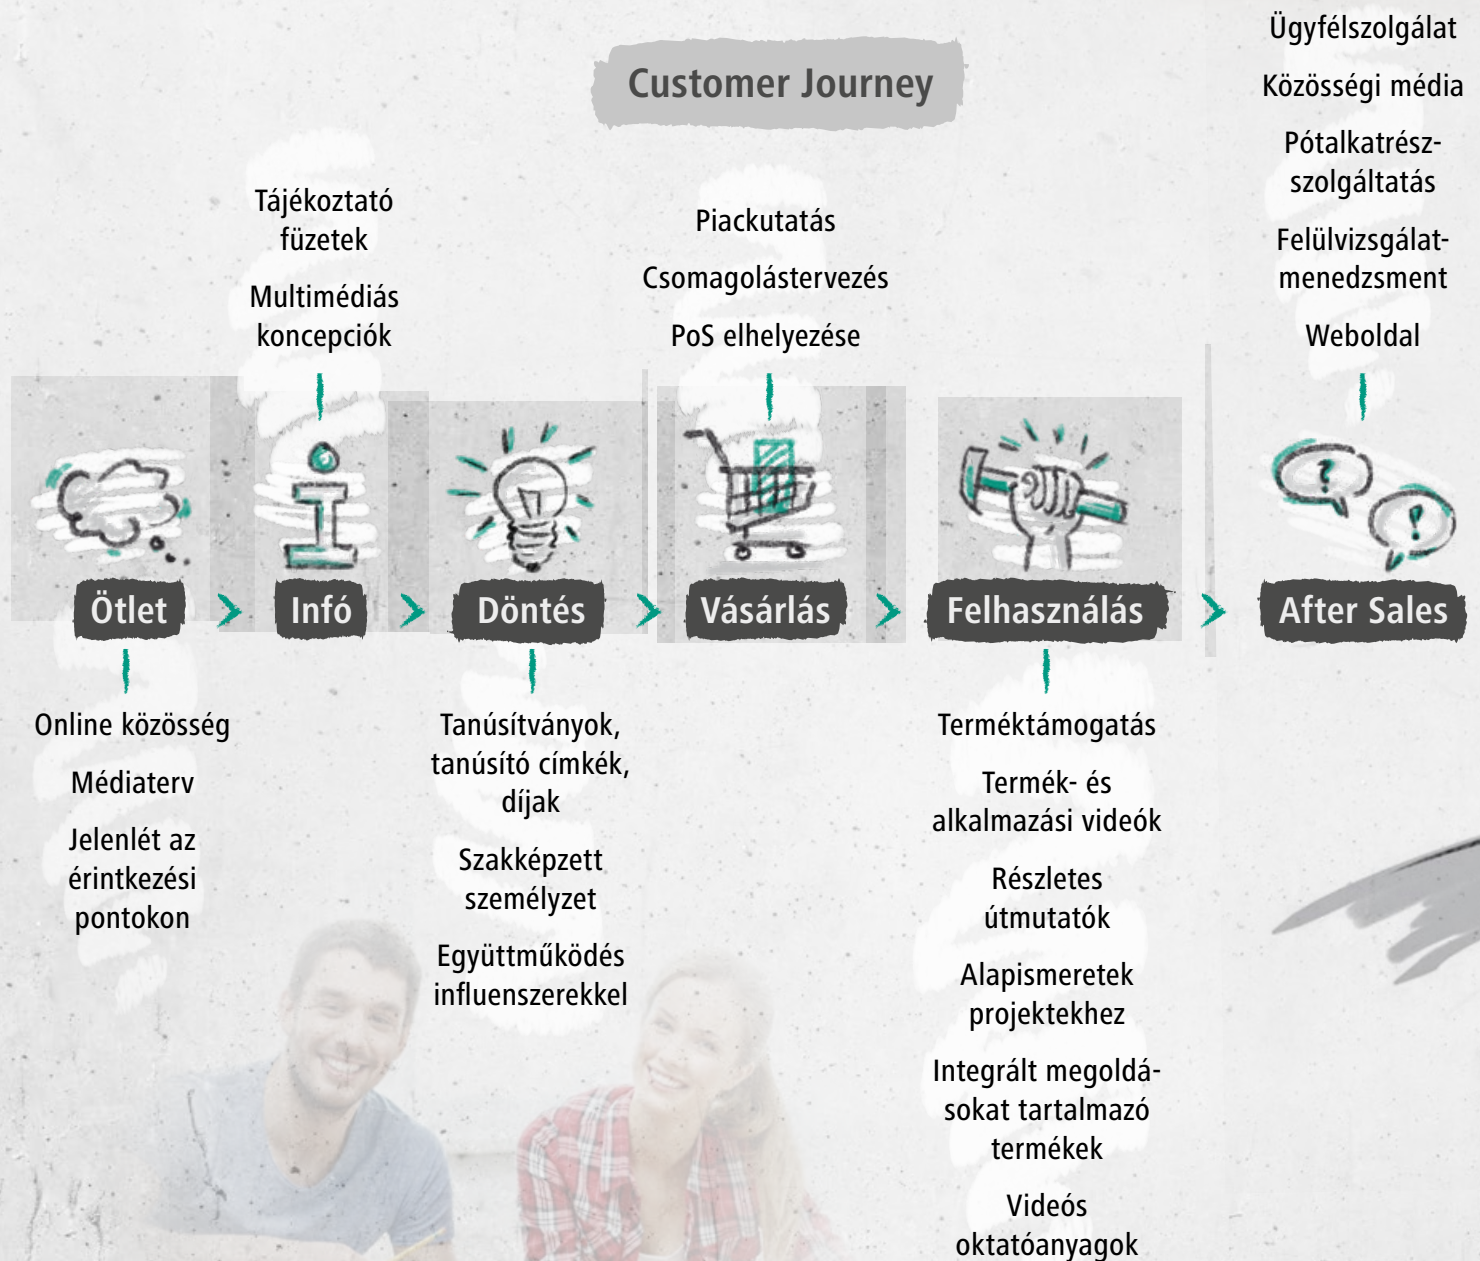 Customer Journey
Ötlet
Online közösség
Médiaterv
Jelenlét az
érintkezési
pontokon
Tájékoztató
füzetek
Multimédiás
koncepciók
Infó
Döntés
Tanúsítványok,
tanúsító címkék,
díjak
Szakképzett
személyzet
Együttműködés
influenszerekkel
Piackutatás
Csomagolástervezés
PoS elhelyezése
Vásárlás
Felhasználás
Terméktámogatás
Termék- és
alkalmazási videók
Részletes
útmutatók
Alapismeretek
projektekhez
Integrált megoldá-
sokat tartalmazó
termékek
Videós
oktatóanyagok
Ügyfélszolgálat
Közösségi média
Pótalkatrész-
szolgáltatás
Felülvizsgálat-
menedzsment
Weboldal
? !
After Sales